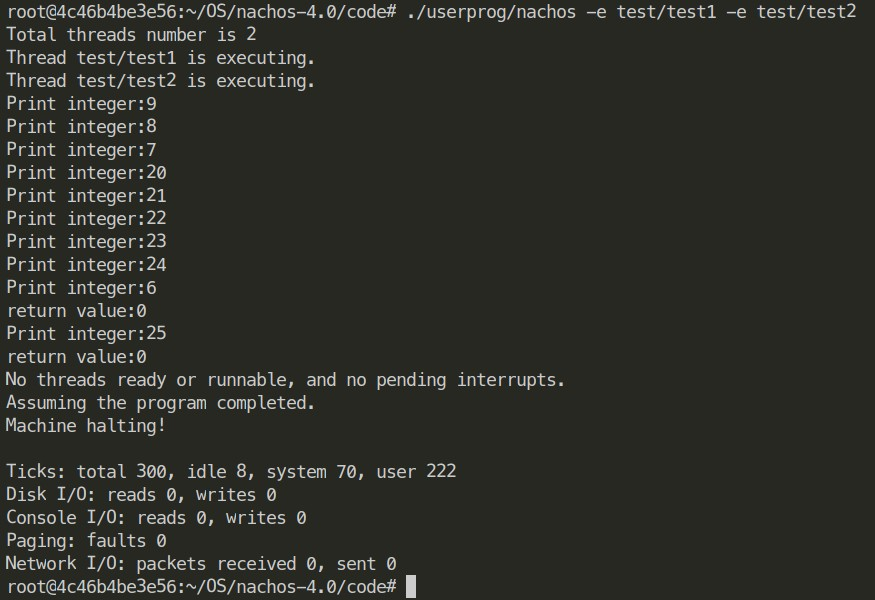 root@4c46b4be3e56:~/OS/nachos-4.0/code# ./userprog/nachos -e test/test1 -e test/test2
Total threads number is 2
Thread test/test1 is executing.
Thread test/test2 is executing.
Print integer:9
Print integer:8
Print integer:7
Print integer:20
Print integer:21
Print integer:22
Print integer:23
Print integer:24
Print integer:6
return value:0
Print integer:25
return value:0
No threads ready or runnable, and no pending interrupts.
Assuming the program completed.
Machine halting!

Ticks: total 300, idle 8, system 70, user 222
Disk I/O: reads 0, writes 0
Console I/O: reads 0, writes 0
Paging: faults 0
Network I/O: packets received 0, sent 0
root@4c46b4be3e56:~/OS/nachos-4.0/code#